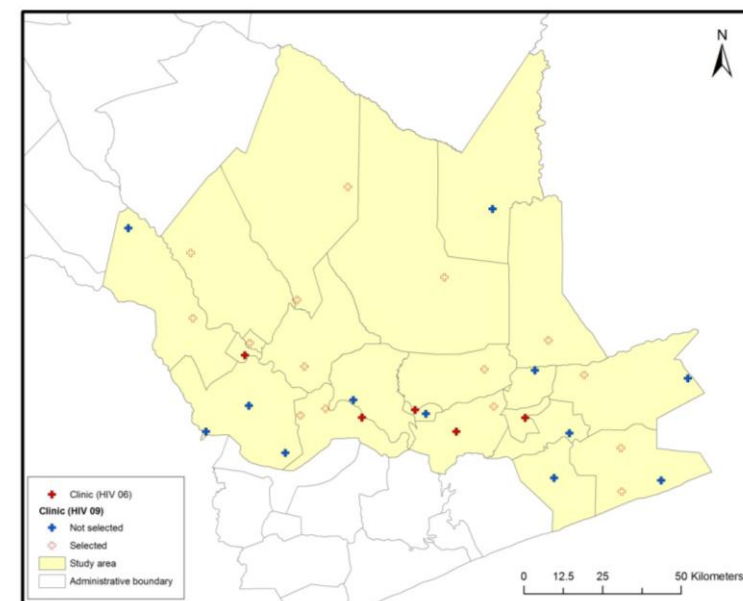 N
Clinic (HIV 06)
Clinic (HIV 09)
Not selected
Selected
Study area
Administrative boundary
0 12.5 25 50 Kilometers